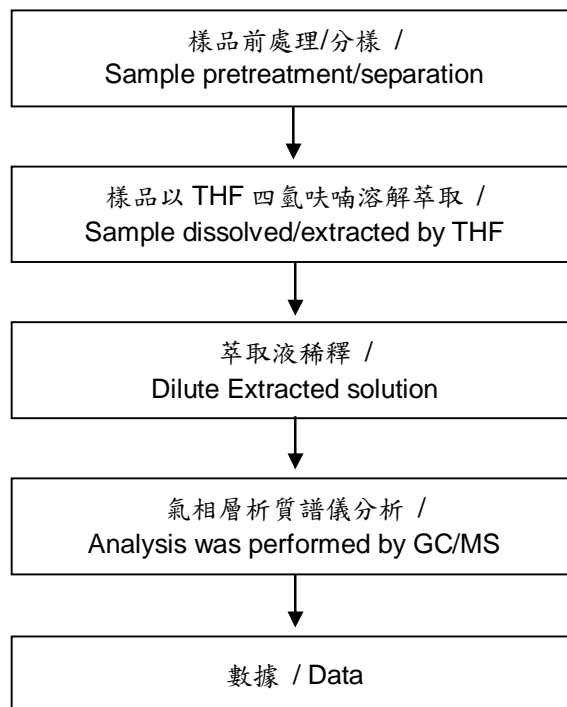 樣品前處理/分樣 /
Sample pretreatment/separation
樣品以 THF 四氫呋喃溶解萃取 /
Sample dissolved/extracted by THF
萃取液稀釋 /
Dilute Extracted solution
氣相層析質譜儀分析 /
Analysis was performed by GC/MS
數據 / Data